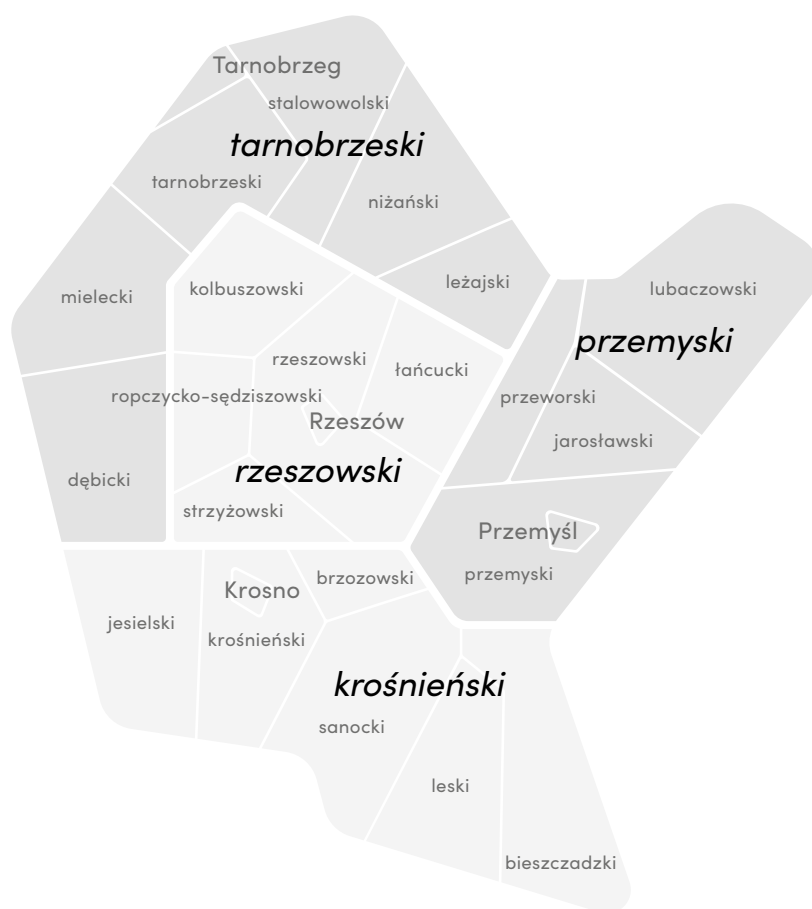 Tarnobrzeg
stalowowolski
tarnobrzeski
tarnobrzeski
niżański
leżajski
mielecki
kolbuszowski
lubaczowski
przemyski
rzeszowski
łańcucki
ropczycko-sędziszowski
przeworski
Rzeszów
jarosławski
rzeszowski
dębicki
strzyżowski
Przemyśl
przemyski
brzozowski
Krosno
jesielski
krośnieński
krośnieński
sanocki
leski
bieszczadzki